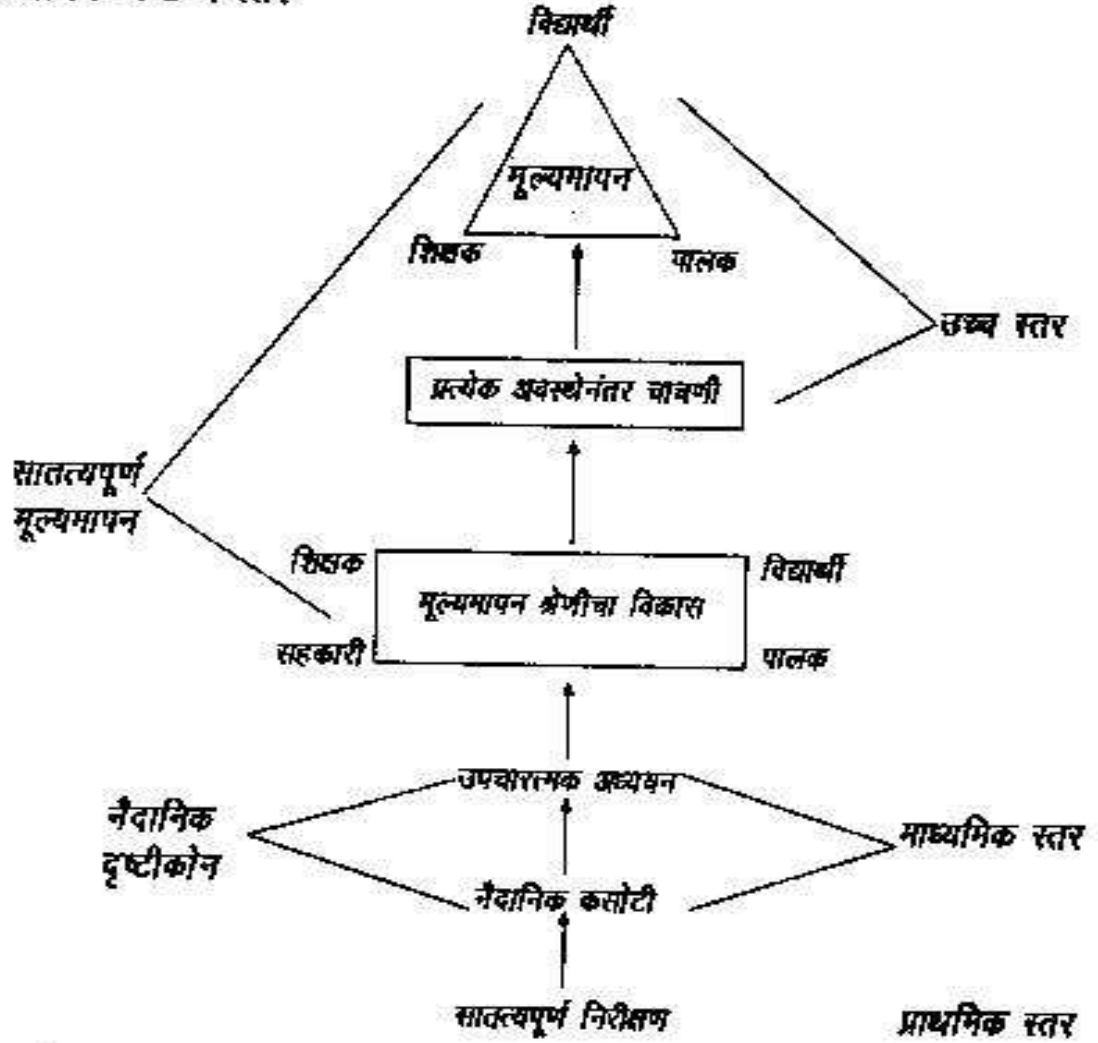 विद्यार्थी
मूल्यमापन
शिक्षक पालक
उच्च स्तर
प्रत्येक अवस्थेनंतर चाचणी
सातत्यपूर्ण
मूल्यमापन
शिक्षक विद्यार्थी
मूल्यमापन श्रेणीचा विकास
सहकारी पालक
उपचारत्मक अध्ययन
नैदानिक
दृष्टीकोन
माध्यमिक स्तर
नैदानिक कसोटी
सातत्यपूर्ण निरीक्षण प्राथमिक स्तर